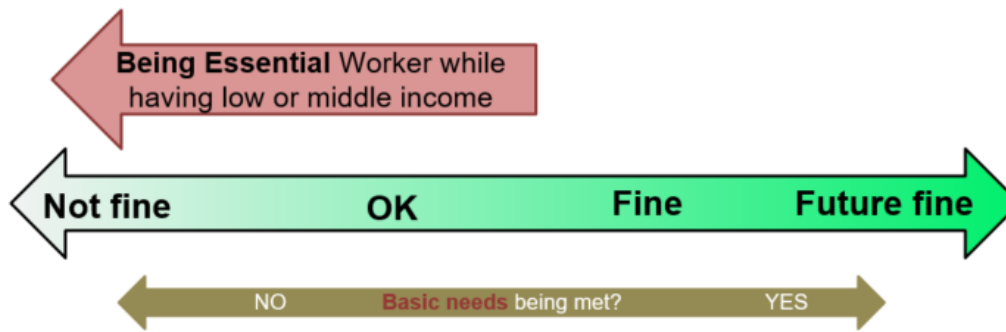 Being Essential Worker while
having low or middle income
Not fine OK Fine Future fine
NO Basic needs being met? YES